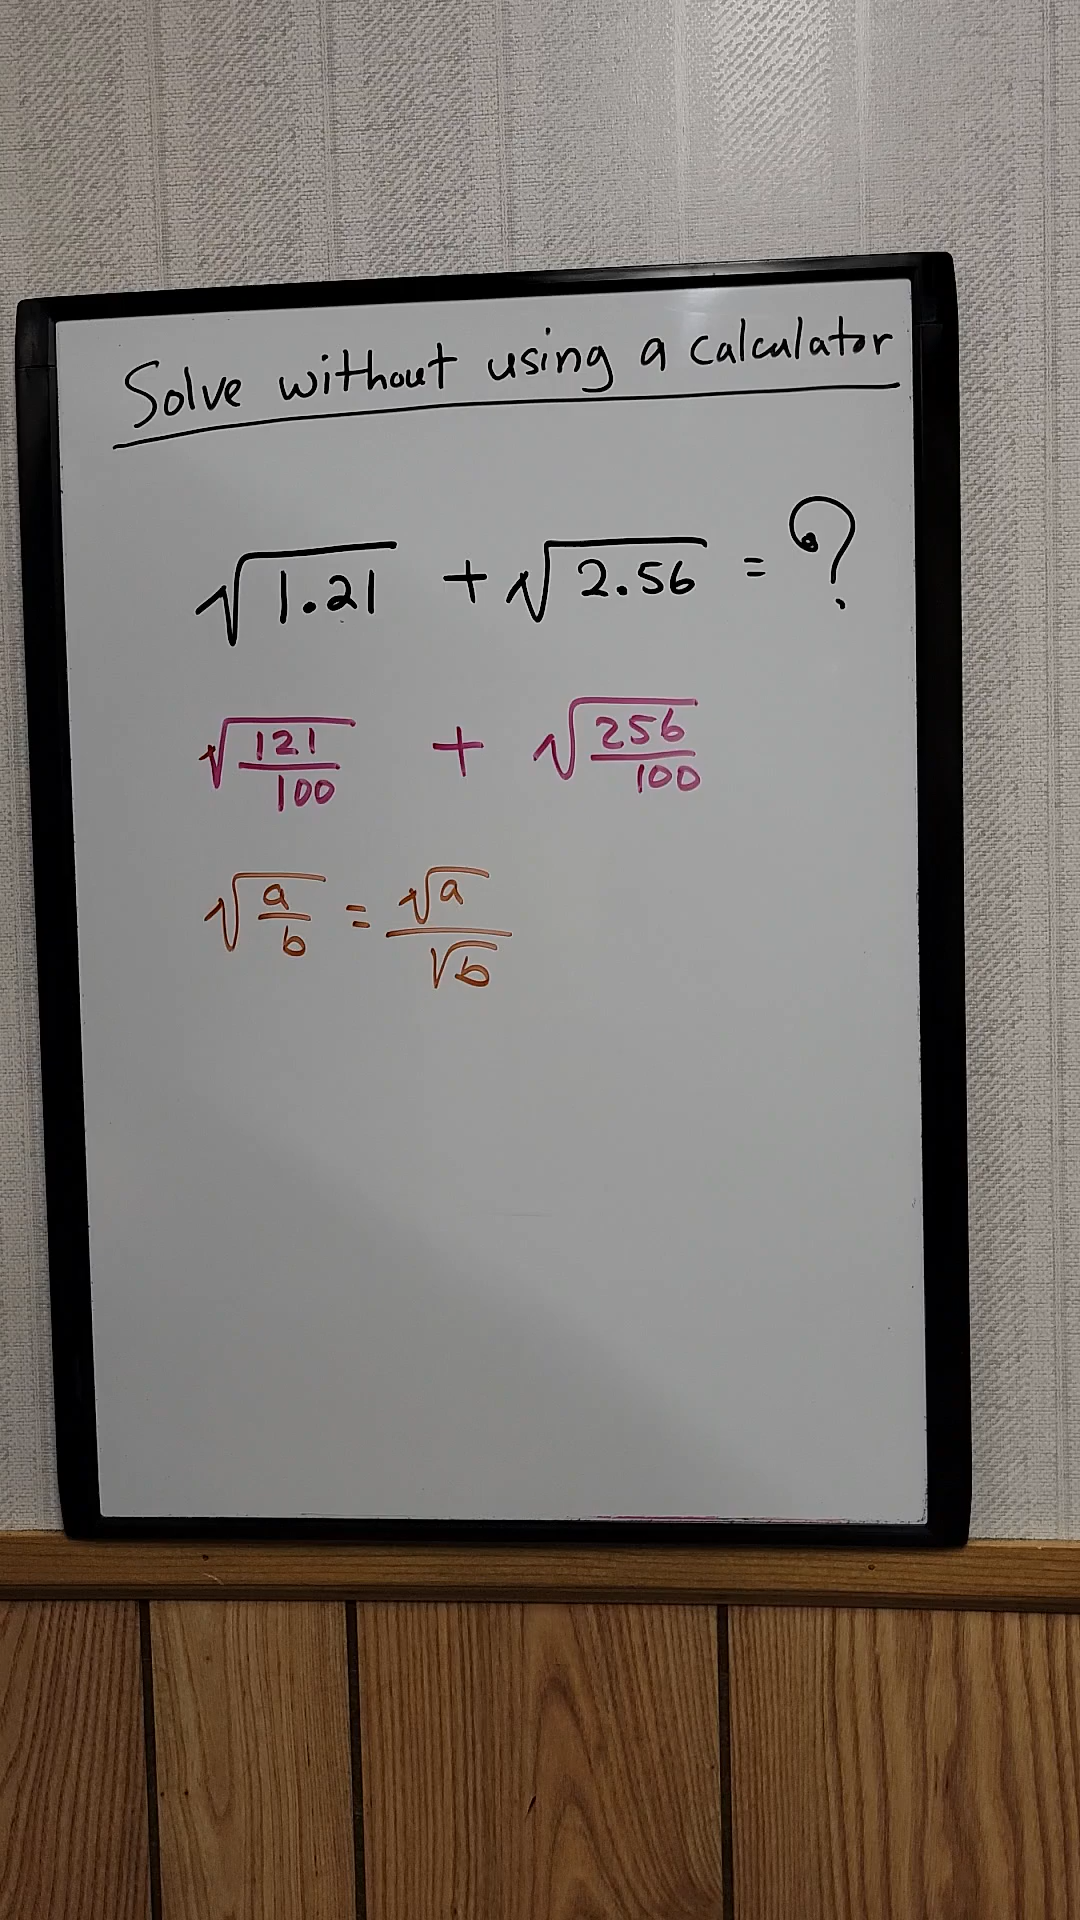 Solve without using a calculator
√1.21 + √2.56 = ?
√(121/100) + √(256/100)
√(a/b) = √a/√b